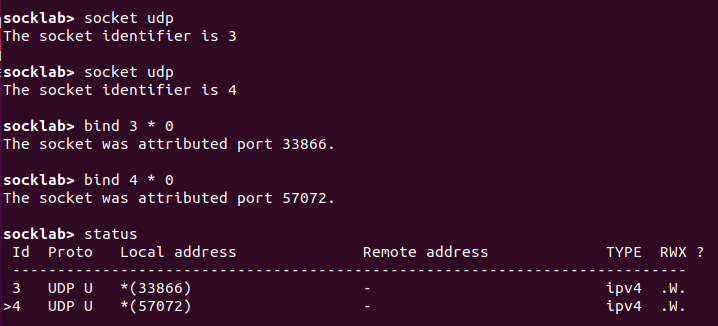 socklab> socket udp
The socket identifier is 3
socklab> socket udp
The socket identifier is 4
socklab> bind 3 * 0
The socket was attributed port 33866.
socklab> bind 4 * 0
The socket was attributed port 57072.
socklab> status
Id Proto Local address Remote address TYPE RWX ?
---------------------------------------------------------------------------
3 UDP U *(33866) - ipv4 .W.
>4 UDP U *(57072) - ipv4 .W.